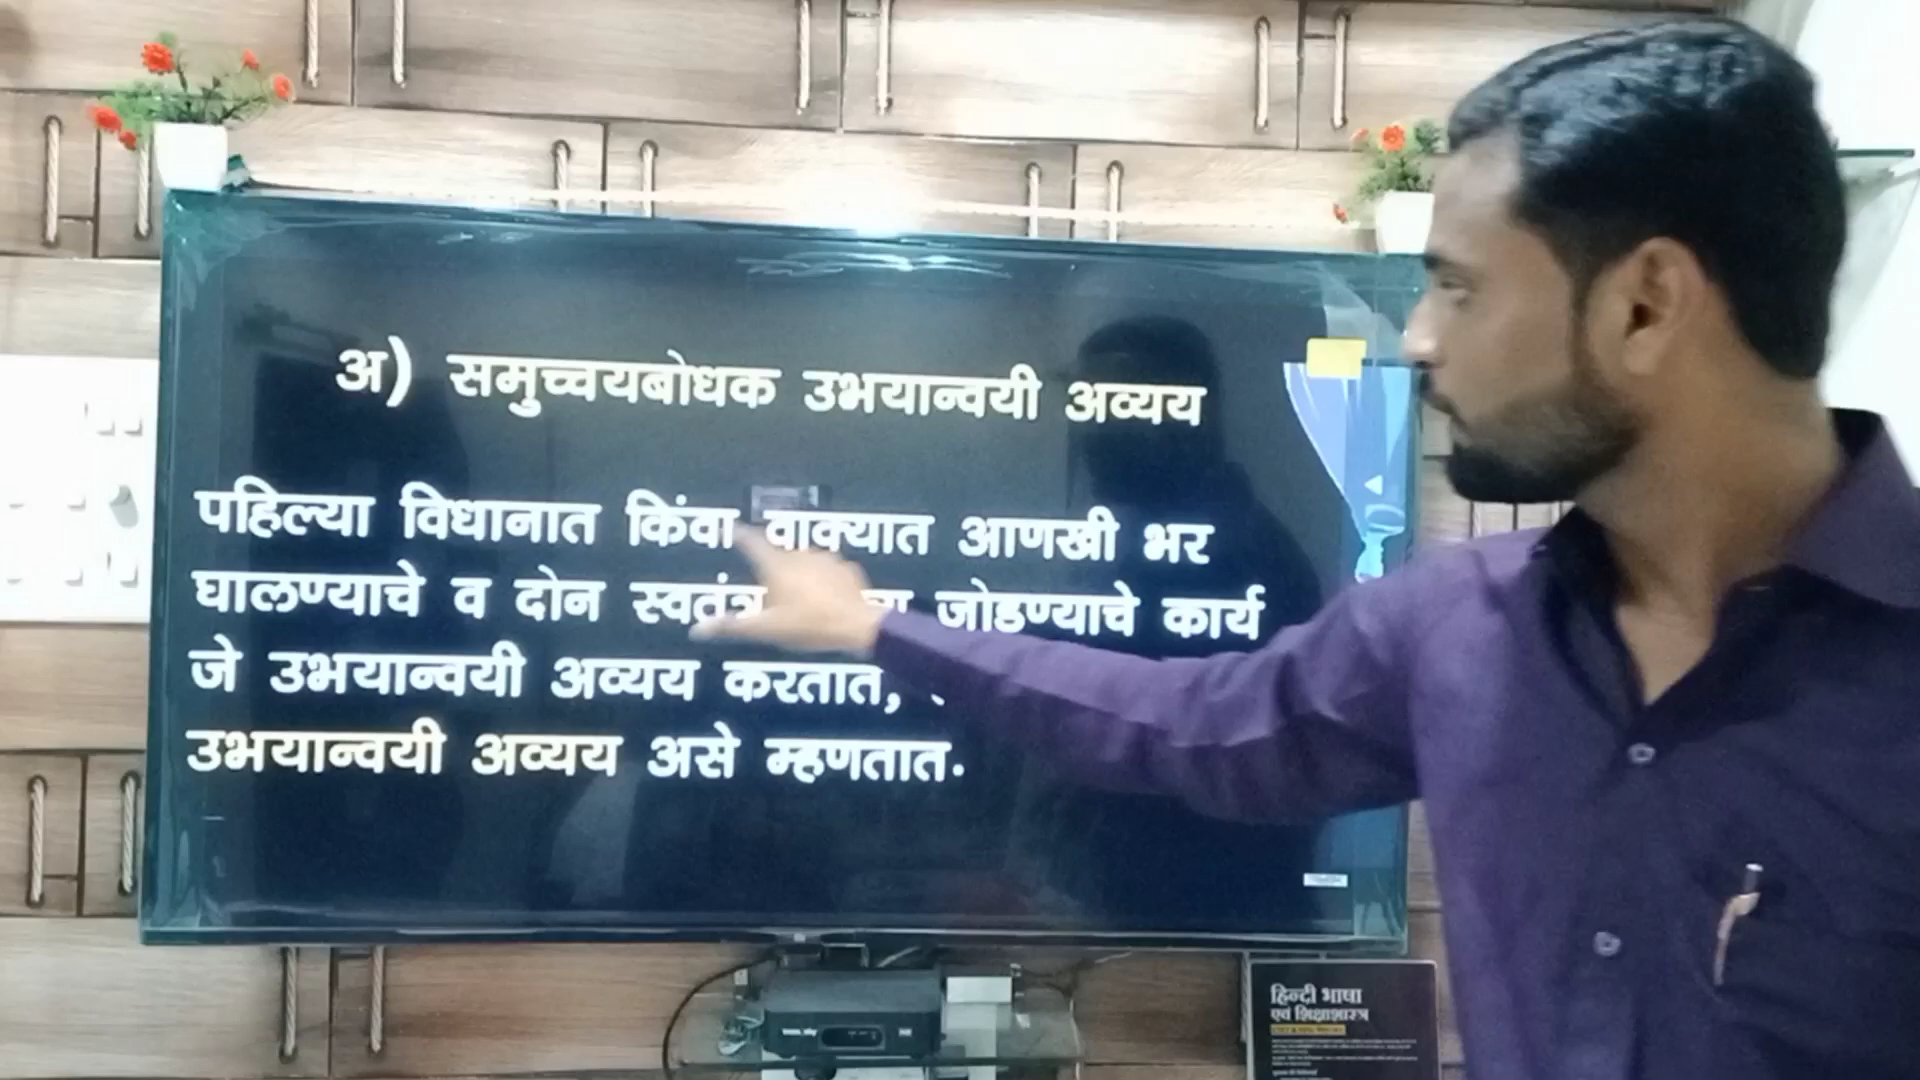 अ) समुच्चयबोधक उभयान्वयी अव्यय
पहिल्या विधानात किंवा वाक्यात आणखी भर
घालण्याचे व दोन स्वतंत्र जोडण्याचे कार्य
जे उभयान्वयी अव्यय करतात,
उभयान्वयी अव्यय असे म्हणतात.
हिन्दी भाषा
एवं शिक्षाशास्त्र